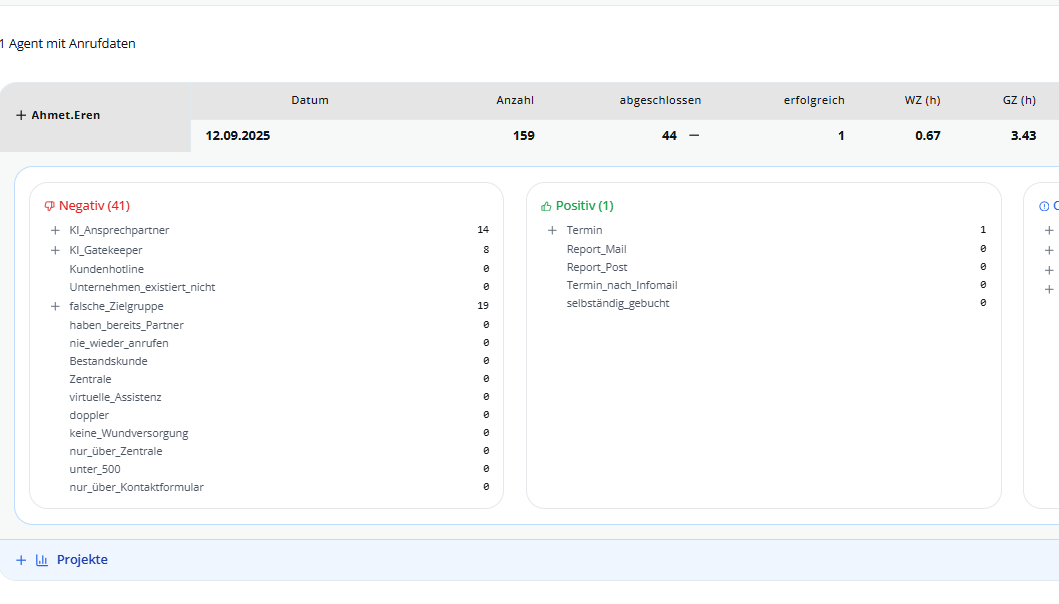 1 Agent mit Anrufdaten
Datum Anzahl abgeschlossen erfolgreich WZ (h) GZ (h)
+ Ahmet.Eren
12.09.2025 159 44 — 1 0.67 3.43
Negativ (41)
+ KI_Ansprechpartner 14
+ KI_Gatekeeper 8
Kundenhotline 0
Unternehmen_existiert_nicht 0
+ falsche_Zielgruppe 19
haben_bereits_Partner 0
nie_wieder_anrufen 0
Bestandskunde 0
Zentrale 0
virtuelle_Assistenz 0
doppler 0
keine_Wundversorgung 0
nur_über_Zentrale 0
unter_500 0
nur_über_Kontaktformular 0
Positiv (1)
+ Termin 1
Report_Mail 0
Report_Post 0
Termin_nach_Infomail 0
selbständig_gebucht 0
+
+
+
+
+ Projekte